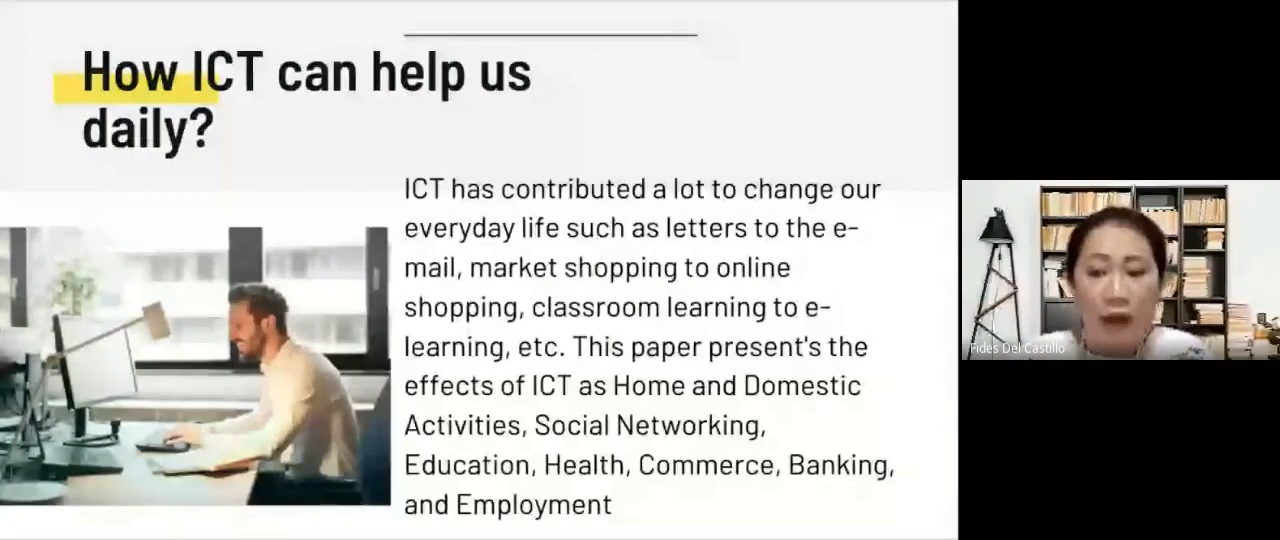 How ICT can help us
daily?
ICT has contributed a lot to change our
everyday life such as letters to the e-
mail, market shopping to online
shopping, classroom learning to e-
learning, etc. This paper present's the
effects of ICT as Home and Domestic
Activities, Social Networking,
Education, Health, Commerce, Banking,
and Employment
Fides Del Castillo